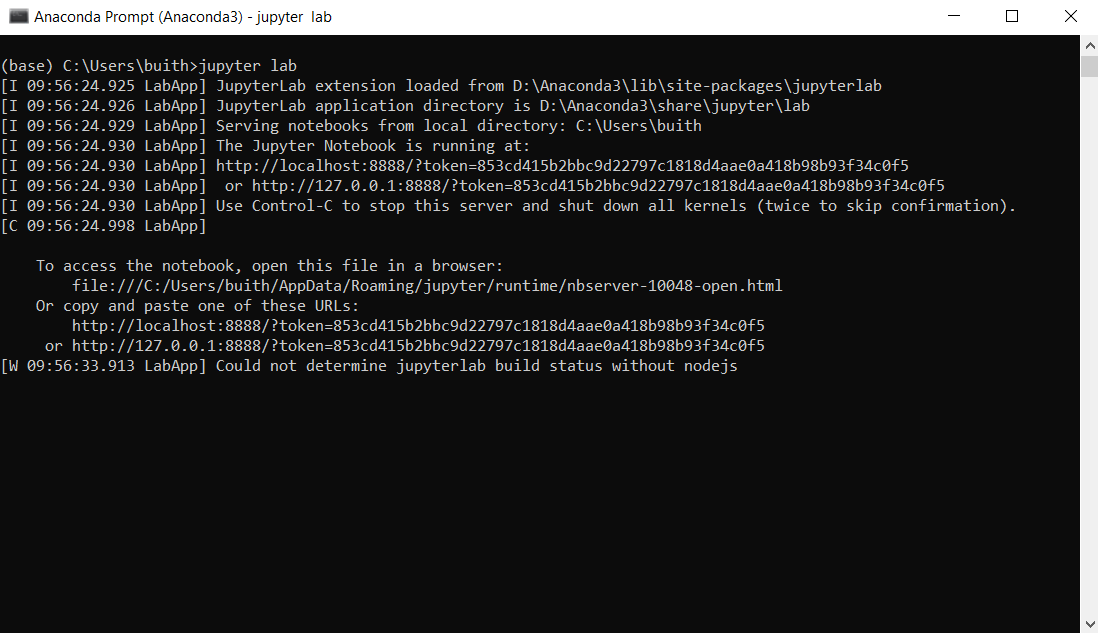 Anaconda Prompt (Anaconda3) - jupyter lab
(base) C:\Users\buith>jupyter lab
[I 09:56:24.925 LabApp] JupyterLab extension loaded from D:\Anaconda3\lib\site-packages\jupyterlab
[I 09:56:24.926 LabApp] JupyterLab application directory is D:\Anaconda3\share\jupyter\lab
[I 09:56:24.929 LabApp] Serving notebooks from local directory: C:\Users\buith
[I 09:56:24.930 LabApp] The Jupyter Notebook is running at:
[I 09:56:24.930 LabApp] http://localhost:8888/?token=853cd415b2bbc9d22797c1818d4aae0a418b98b93f34c0f5
[I 09:56:24.930 LabApp]  or http://127.0.0.1:8888/?token=853cd415b2bbc9d22797c1818d4aae0a418b98b93f34c0f5
[I 09:56:24.930 LabApp] Use Control-C to stop this server and shut down all kernels (twice to skip confirmation).
[C 09:56:24.998 LabApp]
    To access the notebook, open this file in a browser:
        file:///C:/Users/buith/AppData/Roaming/jupyter/runtime/nbserver-10048-open.html
    Or copy and paste one of these URLs:
        http://localhost:8888/?token=853cd415b2bbc9d22797c1818d4aae0a418b98b93f34c0f5
     or http://127.0.0.1:8888/?token=853cd415b2bbc9d22797c1818d4aae0a418b98b93f34c0f5
[W 09:56:33.913 LabApp] Could not determine jupyterlab build status without nodejs